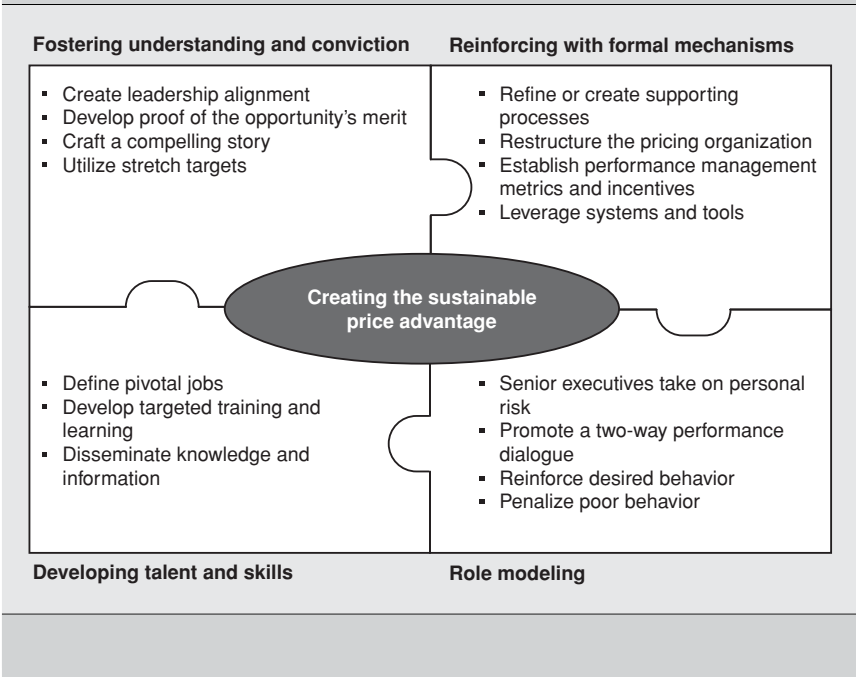 Fostering understanding and conviction
Reinforcing with formal mechanisms
▪ Create leadership alignment
▪ Develop proof of the opportunity’s merit
▪ Craft a compelling story
▪ Utilize stretch targets
▪ Refine or create supporting
processes
▪ Restructure the pricing organization
▪ Establish performance management
metrics and incentives
▪ Leverage systems and tools
Creating the sustainable
price advantage
▪ Define pivotal jobs
▪ Develop targeted training and
learning
▪ Disseminate knowledge and
information
▪ Senior executives take on personal
risk
▪ Promote a two-way performance
dialogue
▪ Reinforce desired behavior
▪ Penalize poor behavior
Developing talent and skills
Role modeling